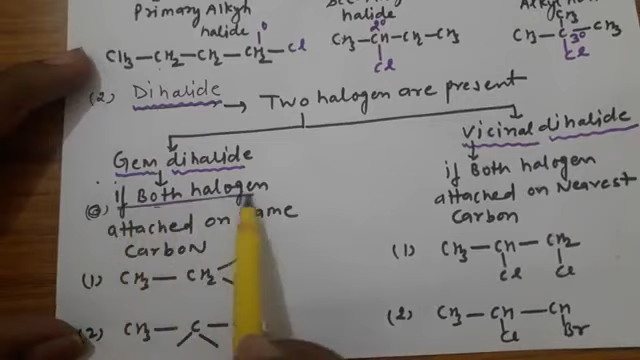 Primary Alkyh
halide
halide
CH3-CH2-CH2-CH2-Cl
CH3-CH-CH2-CH3
2°
Cl
CH3
CH3-C-CH3
3°
Cl
(2) Dihalide → Two halogen are present
Gem dihalide
if Both halogen
attached on same
Carbon
(1) CH3-CH2
(2) CH3-C-
Vicinal dihalide
if Both halogen
attached on Nearest
Carbon
(1) CH3-CH-CH2
Cl Cl
(2) CH3-CH-CH
Cl Br